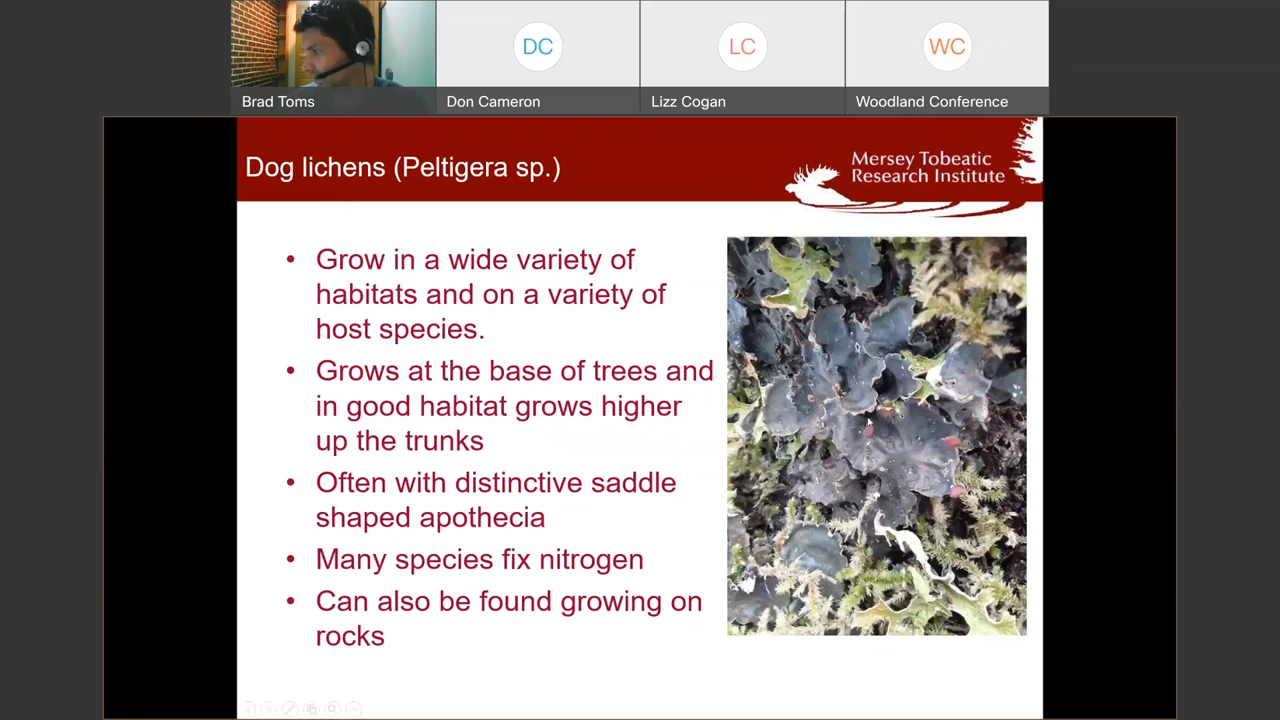 DC
LC
WC
Brad Toms
Don Cameron
Lizz Cogan
Woodland Conference
Dog lichens (Peltigera sp.)
Mersey Tobeatic
Research Institute
• Grow in a wide variety of
habitats and on a variety of
host species.
• Grows at the base of trees and
in good habitat grows higher
up the trunks
• Often with distinctive saddle
shaped apothecia
• Many species fix nitrogen
• Can also be found growing on
rocks